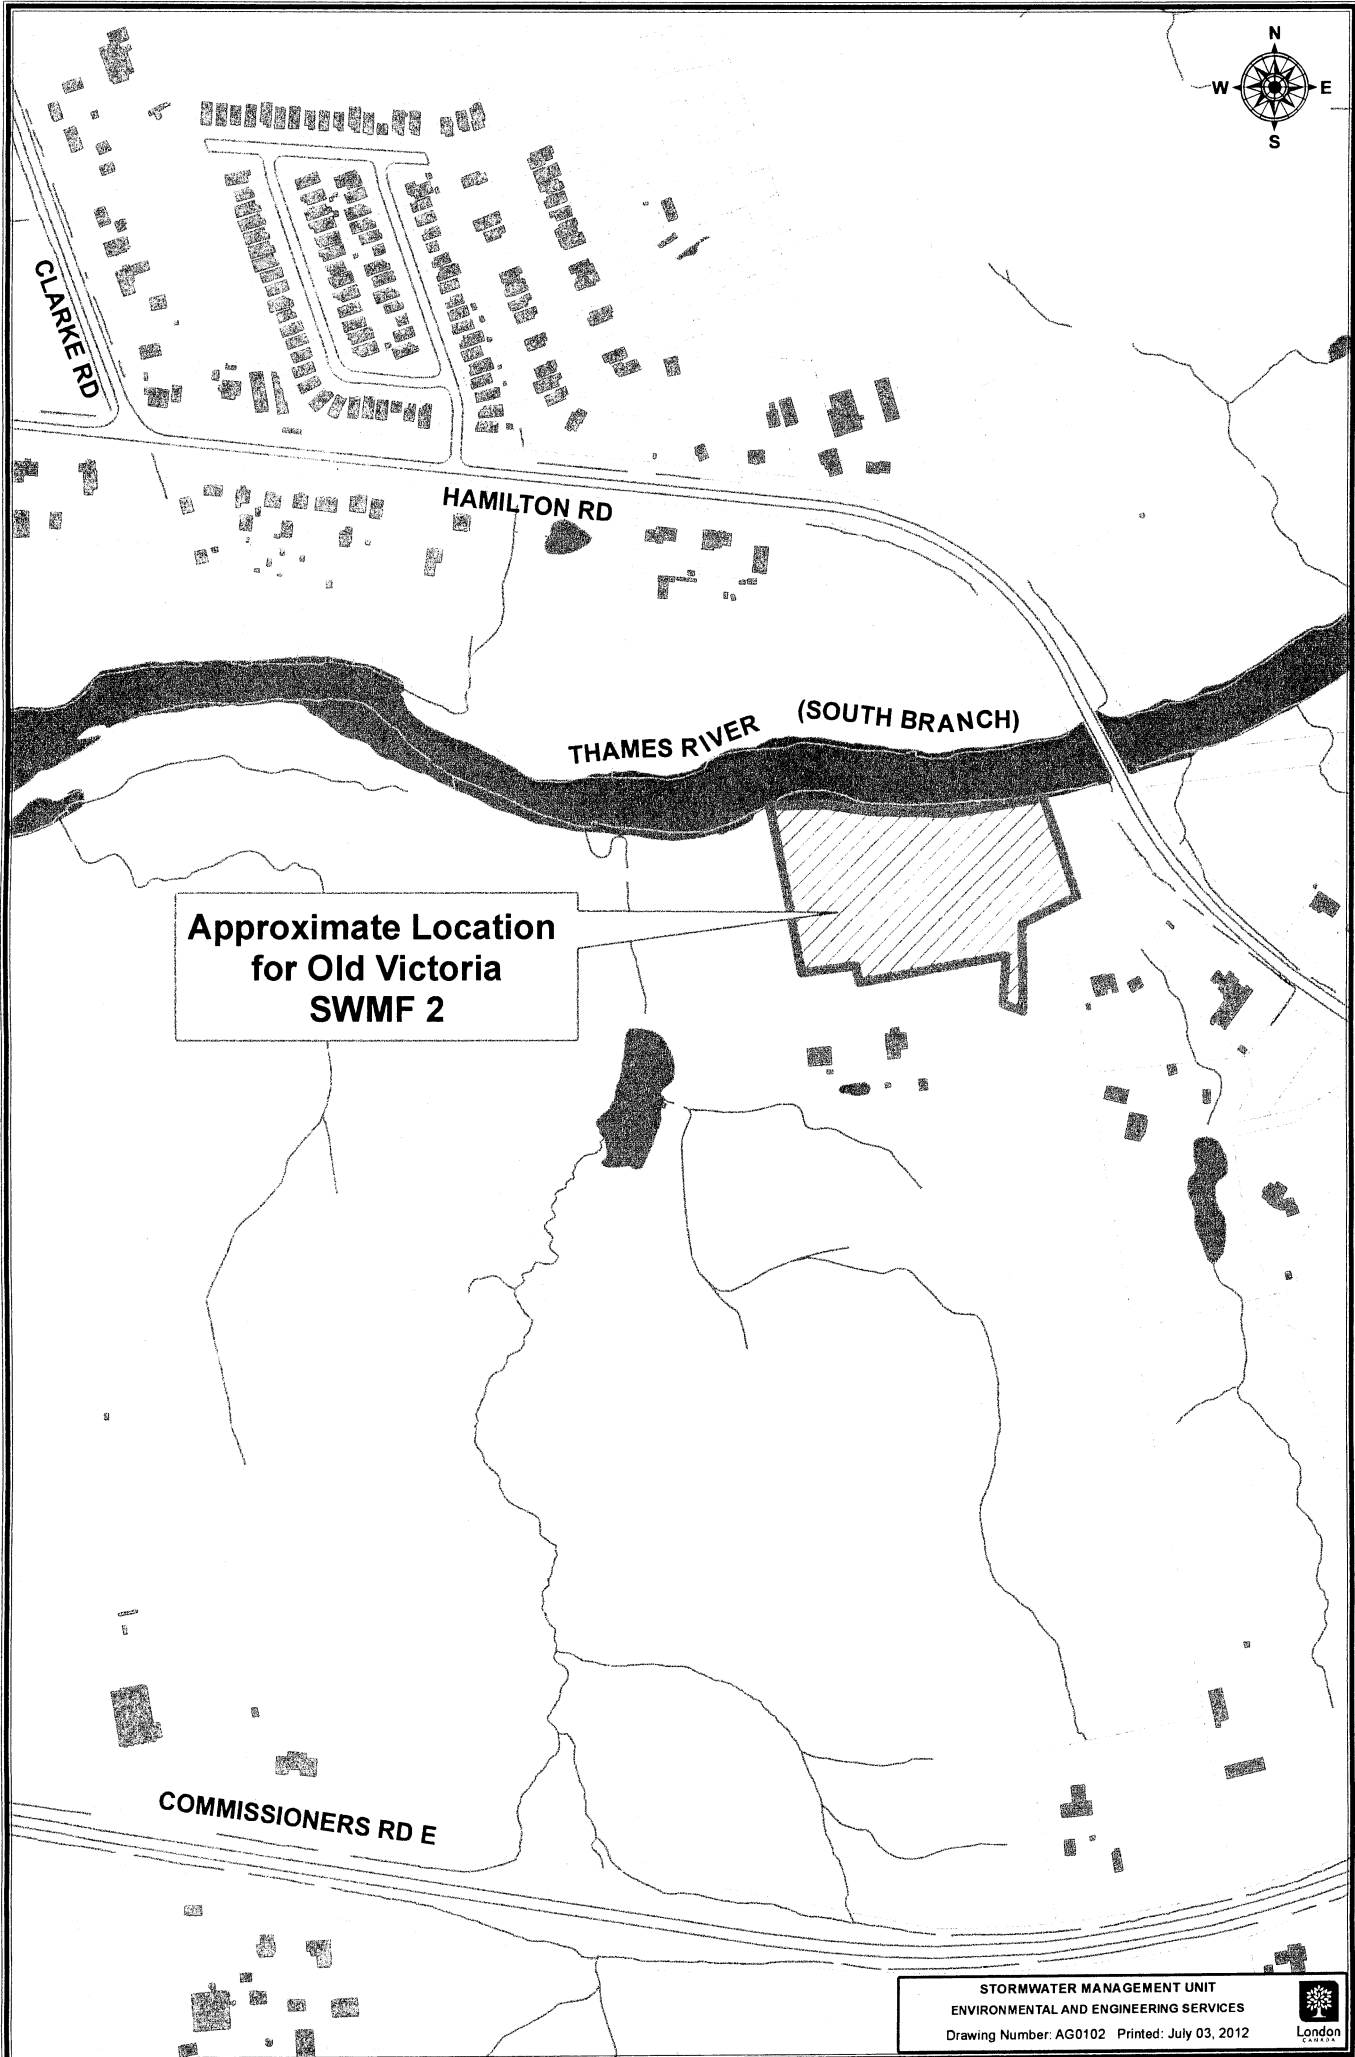 N
W E
S
CLARKE RD
HAMILTON RD
THAMES RIVER (SOUTH BRANCH)
Approximate Location
for Old Victoria
SWMF 2
COMMISSIONERS RD E
STORMWATER MANAGEMENT UNIT
ENVIRONMENTAL AND ENGINEERING SERVICES
Drawing Number: AG0102 Printed: July 03, 2012
London
CANADA